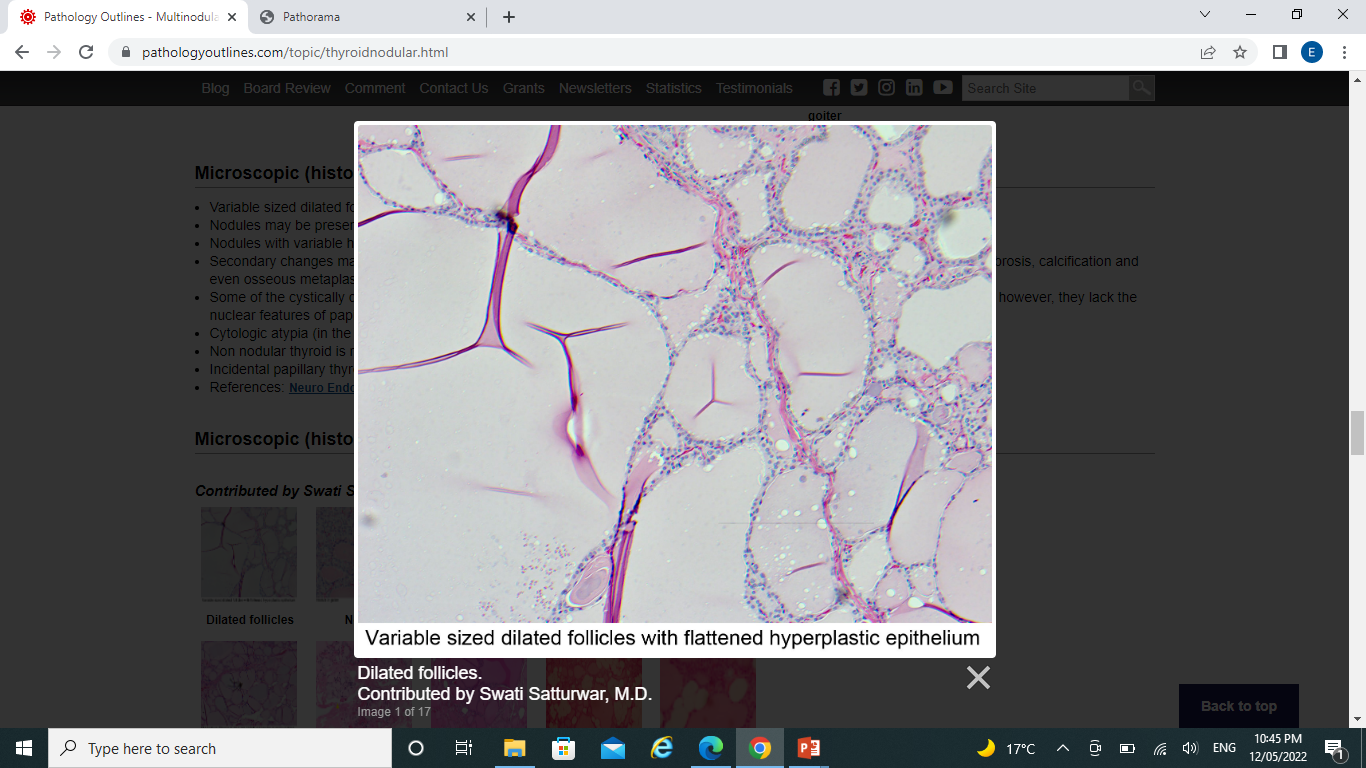 Pathology Outlines - Multinodula
Pathorama
pathologyoutlines.com/topic/thyroidnodular.html
E
Blog Board Review Comment Contact Us Grants Newsletters Statistics Testimonials
Search Site
goiter
Microscopic (histo
Variable sized dilated fo
Nodules may be presen
Nodules with variable h
Secondary changes ma
brosis, calcification and
even osseous metaplas
Some of the cystically d
however, they lack the
nuclear features of pap
Cytologic atypia (in the
Non nodular thyroid is n
Incidental papillary thyr
References: Neuro Endo
Microscopic (histo
Contributed by Swati S
Dilated follicles
N
Variable sized dilated follicles with flattened hyperplastic epithelium
Dilated follicles.
Contributed by Swati Satturwar, M.D.
Image 1 of 17
Back to top
Type here to search
17°C
ENG
10:45 PM
12/05/2022
1